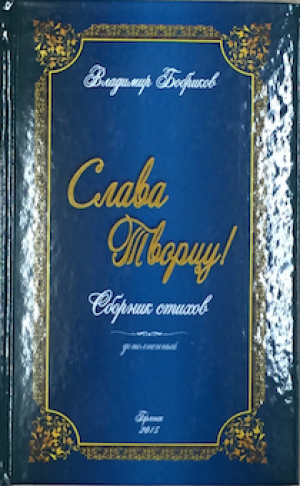 Владимир Бобриков
Слава
Творцу!
Сборник стихов
дополненный
2015